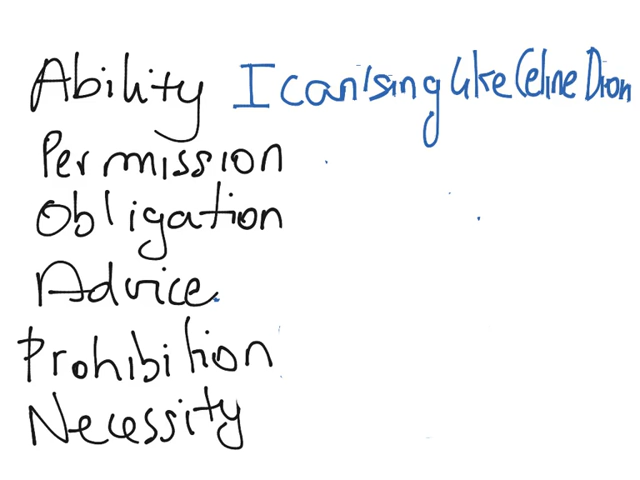 Ability I can'sing like Celine Dion
Permission
Obligation
Advice.
Prohibition
Necessity